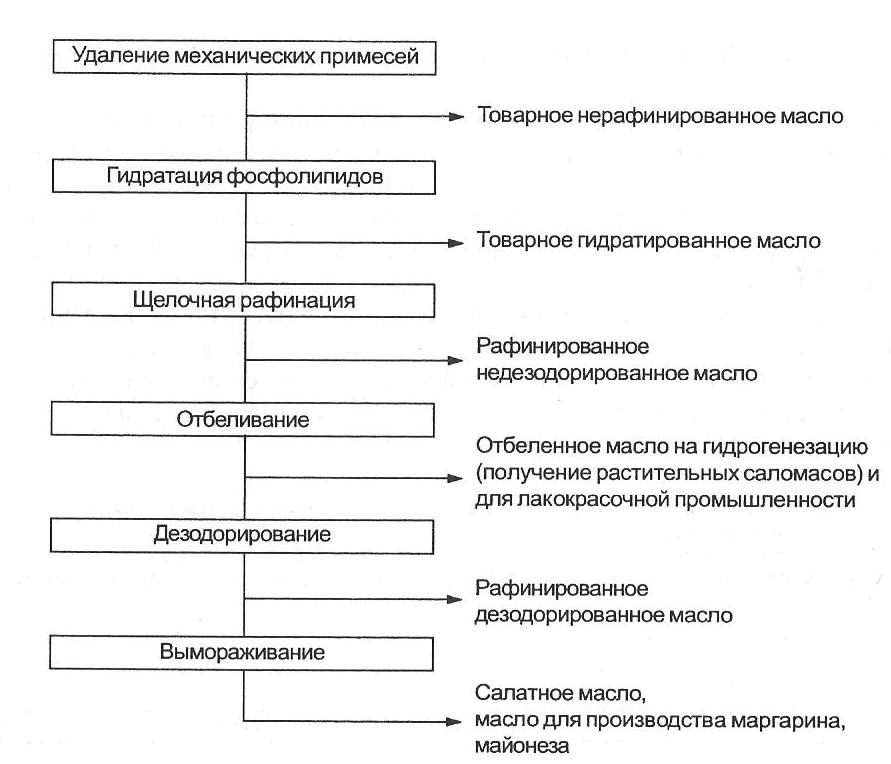 Удаление механических примесей
Товарное нерафинированное масло
Гидратация фосфолипидов
Товарное гидратированное масло
Щелочная рафинация
Рафинированное
недезодорированное масло
Отбеливание
Отбеленное масло на гидрогенезацию
(получение растительных саломасов) и
для лакокрасочной промышленности
Дезодорирование
Рафинированное
дезодорированное масло
Вымораживание
Салатное масло,
масло для производства маргарина,
майонеза